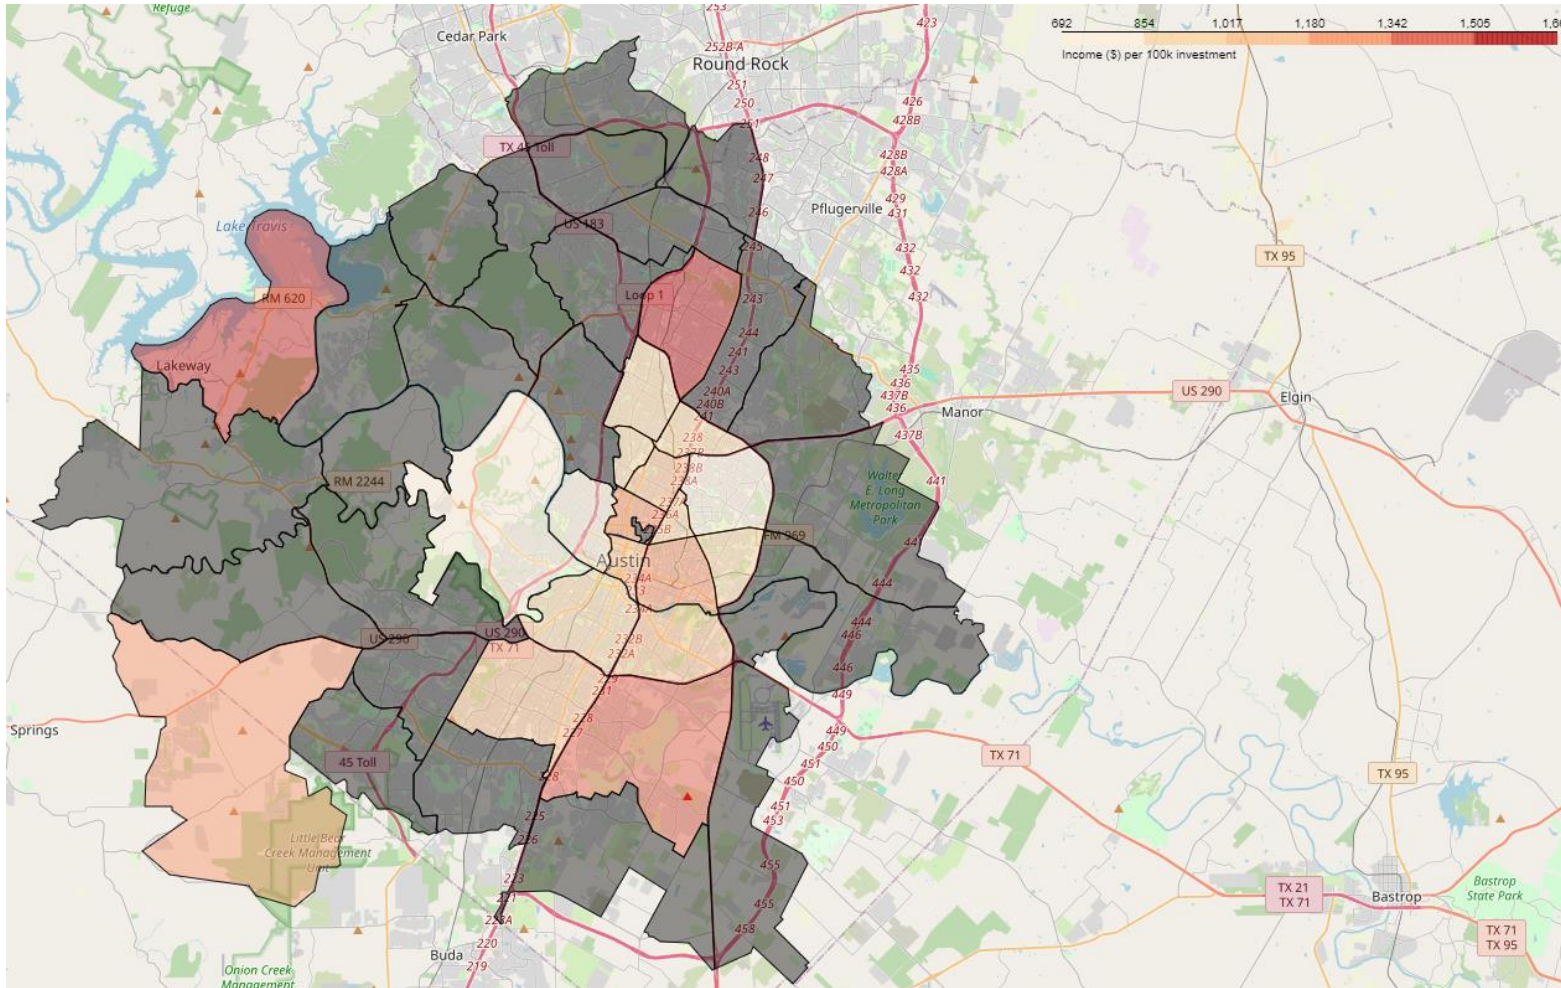 Refuge
Cedar Park
253
252B-A
423
692
854
1,017
1,180
1,342
1,505
Income ($) per 100k investment
Round Rock
251
250
251
426
428B
TX 45 Toll
248
247
428B
428A
429
431
Pflugerville
246
245
432
432
432
Lake Travis
US 183
TX 95
RM 620
Loop 1
243
244
241
243
240A
240B
Lakeway
435
436
437B
436
437B
Manor
US 290
Elgin
238
237B
238B
238A
441
RM 2244
Walter
E. Long
Metropolitan
Park
FM 969
Austin
234A
444
444
446
446
449
449
450
451
450
451
453
455
455
458
US 290
US 290
TX 71
232B
232A
231
228
227
228
225
226
223
221
223A
220
219
Springs
45 Toll
Little Bear
Creek Management
Unit
Onion Creek
Management
Buda
TX 71
TX 95
TX 21
TX 71
Bastrop
Bastrop
State Park
TX 71
TX 95